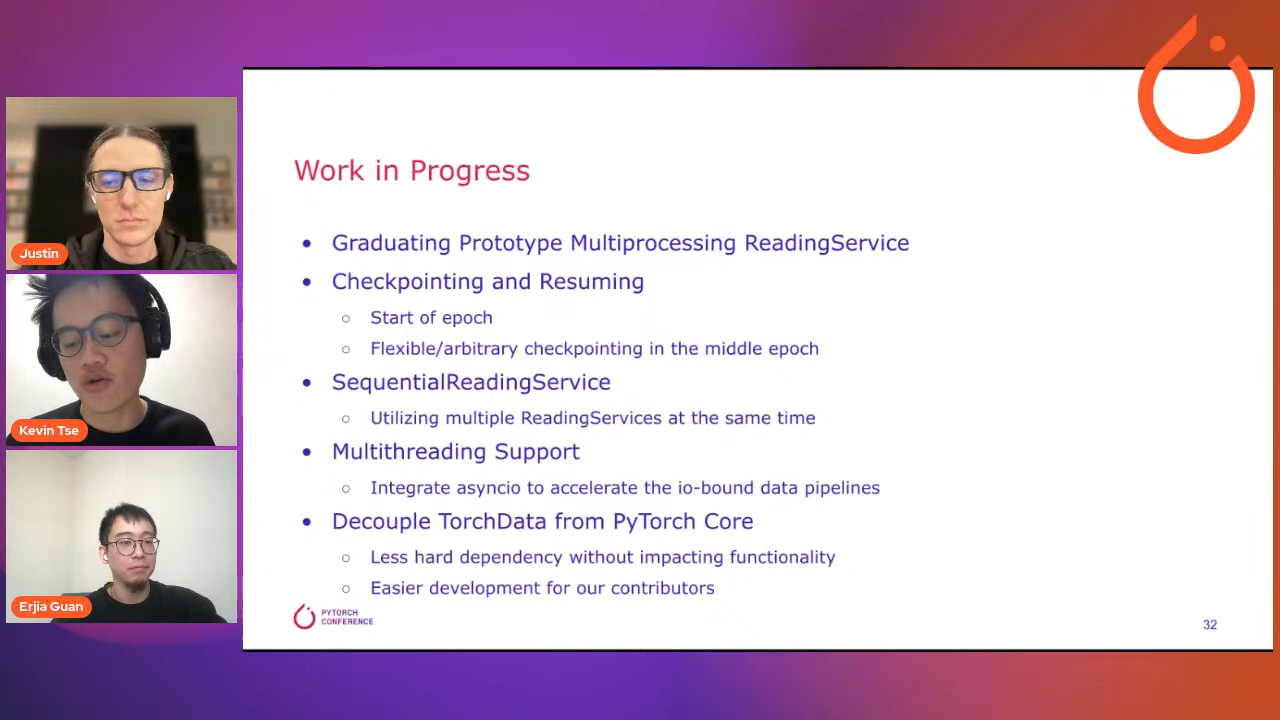 Justin
Kevin Tse
Erjia Guan
Work in Progress
• Graduating Prototype Multiprocessing ReadingService
• Checkpointing and Resuming
○ Start of epoch
○ Flexible/arbitrary checkpointing in the middle epoch
• SequentialReadingService
○ Utilizing multiple ReadingServices at the same time
• Multithreading Support
○ Integrate asyncio to accelerate the io-bound data pipelines
• Decouple TorchData from PyTorch Core
○ Less hard dependency without impacting functionality
○ Easier development for our contributors
PYTORCH
CONFERENCE
32